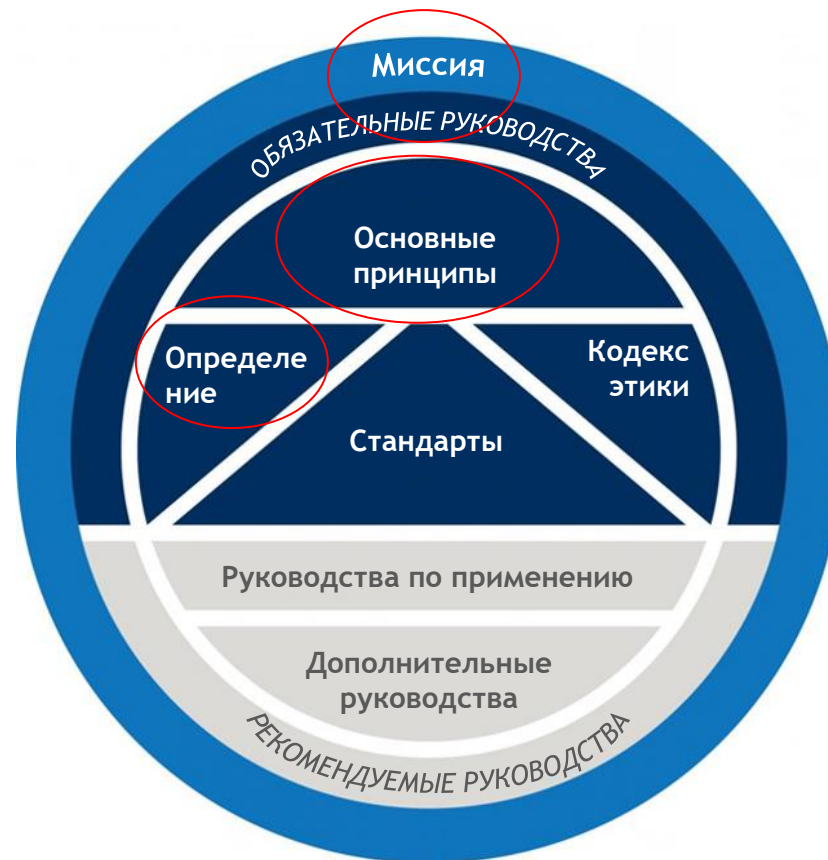 Миссия
ОБЯЗАТЕЛЬНЫЕ РУКОВОДСТВА
Основные
принципы
Определе
ние
Кодекс
этики
Стандарты
Руководства по применению
Дополнительные
руководства
РЕКОМЕНДУЕМЫЕ РУКОВОДСТВА